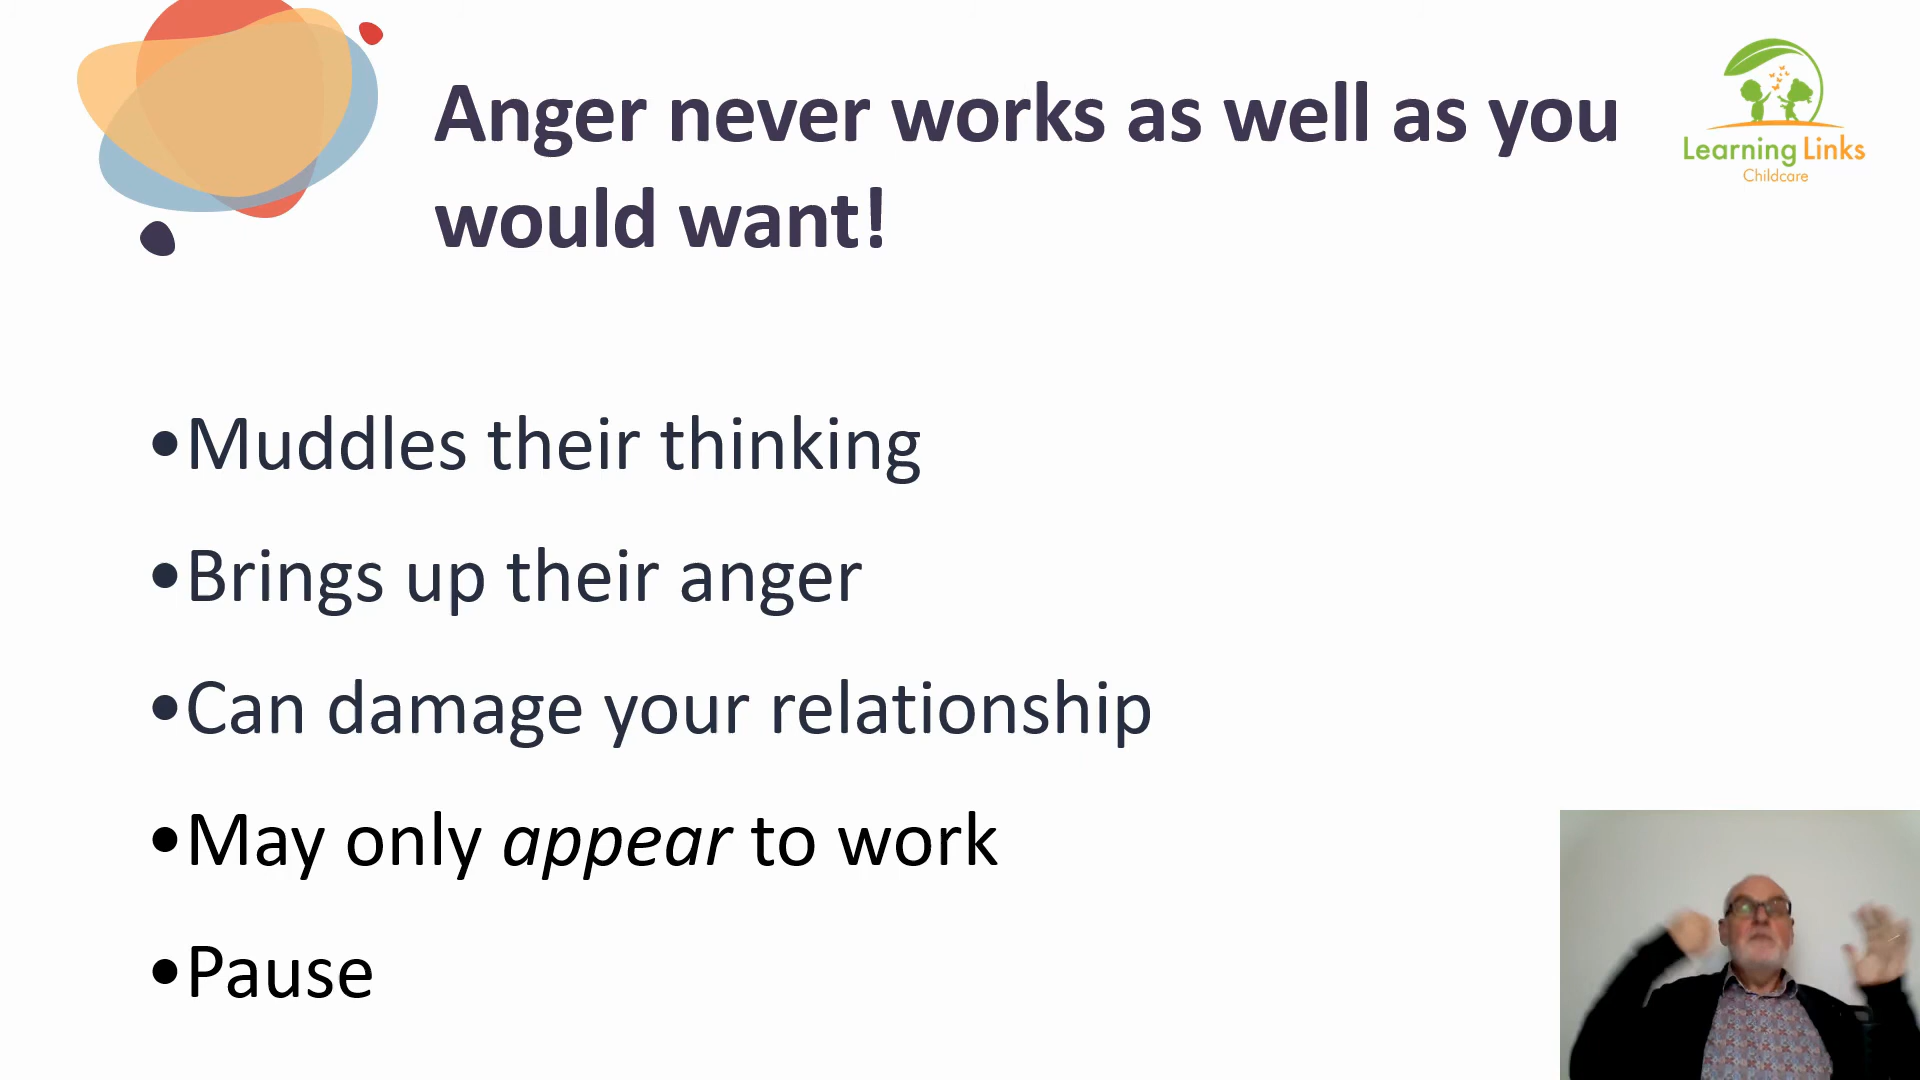 Anger never works as well as you
would want!
Learning Links
Childcare
•Muddles their thinking
•Brings up their anger
•Can damage your relationship
•May only appear to work
•Pause